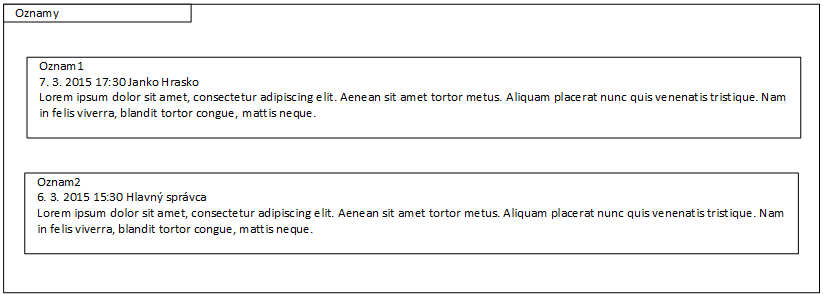 Oznamy
Oznam1
7. 3. 2015 17:30 Janko Hrasko
Lorem ipsum dolor sit amet, consectetur adipiscing elit. Aenean sit amet tortor metus. Aliquam placerat nunc quis venenatis tristique. Nam
in felis viverra, blandit tortor congue, mattis neque.
Oznam2
6. 3. 2015 15:30 Hlavný správca
Lorem ipsum dolor sit amet, consectetur adipiscing elit. Aenean sit amet tortor metus. Aliquam placerat nunc quis venenatis tristique. Nam
in felis viverra, blandit tortor congue, mattis neque.